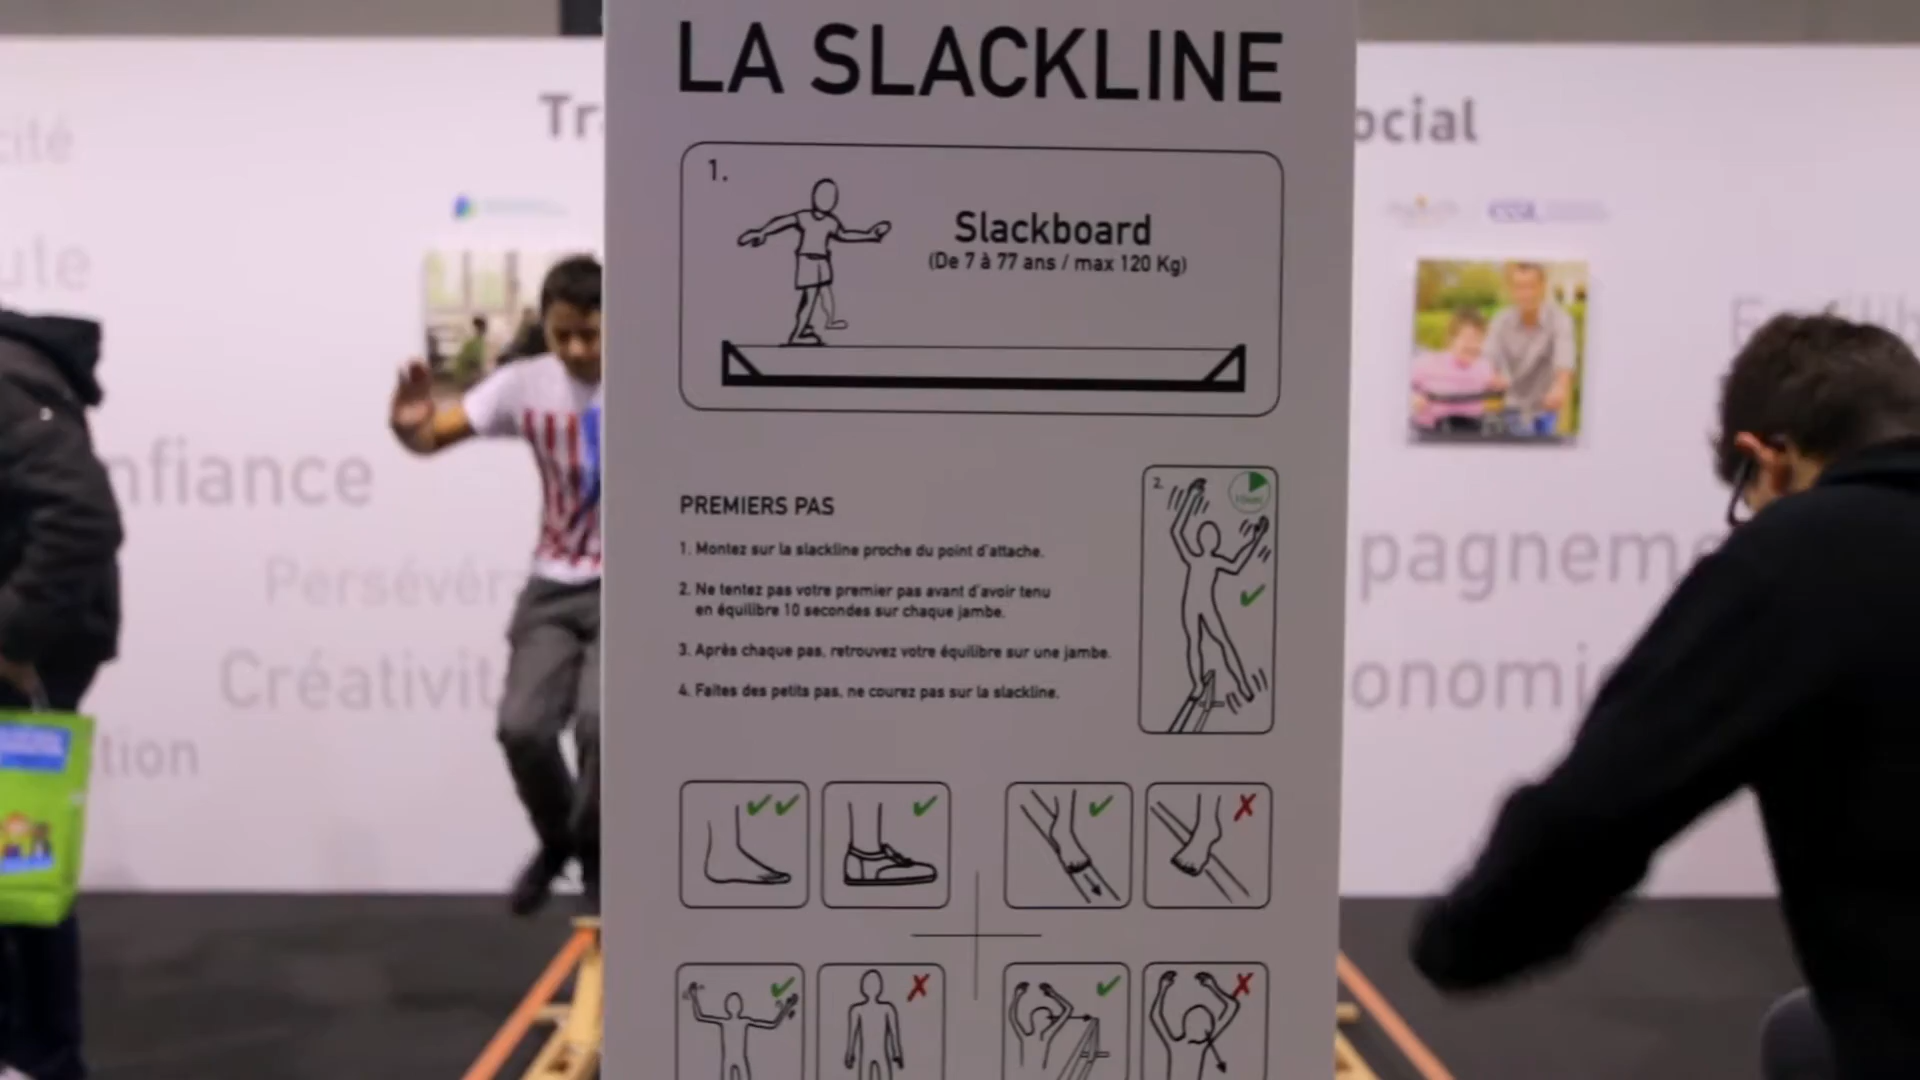 LA SLACKLINE
Tr
ocial
1.
Slackboard
(De 7 à 77 ans / max 120 Kg)
cité
ute
nfiance
Persévér
Créativit
tion
PREMIERS PAS
1. Montez sur la slackline proche du point d'attache.
2. Ne tentez pas votre premier pas avant d'avoir tenu
en équilibre 10 secondes sur chaque jambe.
3. Après chaque pas, retrouvez votre équilibre sur une jambe.
4. Faites des petits pas, ne courez pas sur la slackline.
2.
pagneme
onomi